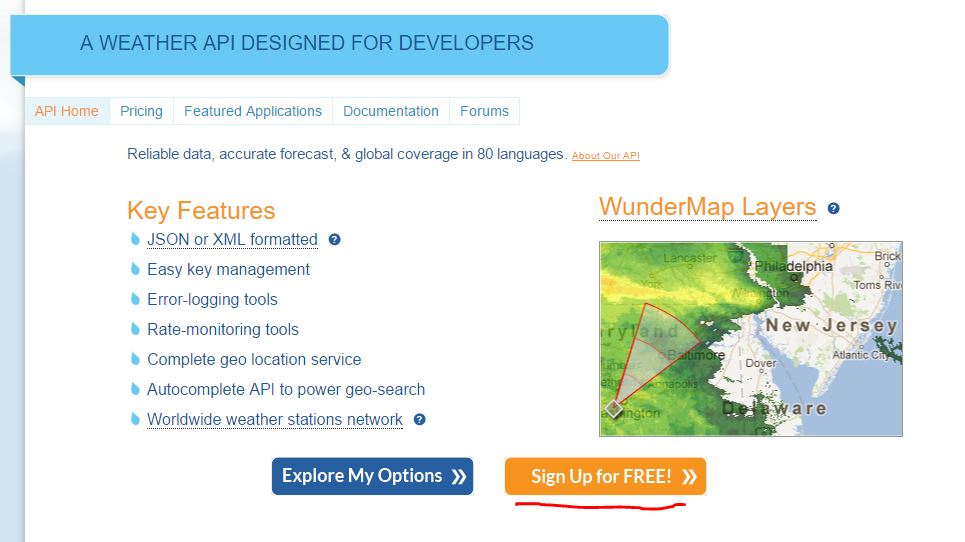 A WEATHER API DESIGNED FOR DEVELOPERS
API Home Pricing Featured Applications Documentation Forums
Reliable data, accurate forecast, & global coverage in 80 languages. About Our API
Key Features
JSON or XML formatted ?
Easy key management
Error-logging tools
Rate-monitoring tools
Complete geo location service
Autocomplete API to power geo-search
Worldwide weather stations network ?
WunderMap Layers ?
Lancaster
Brick
Philadelphia
York
Toms Riv
Wilmington
New Jersey
ryland
Baltimore
Atlantic City
Dover
Annapolis
Delaware
Explore My Options »
Sign Up for FREE! »